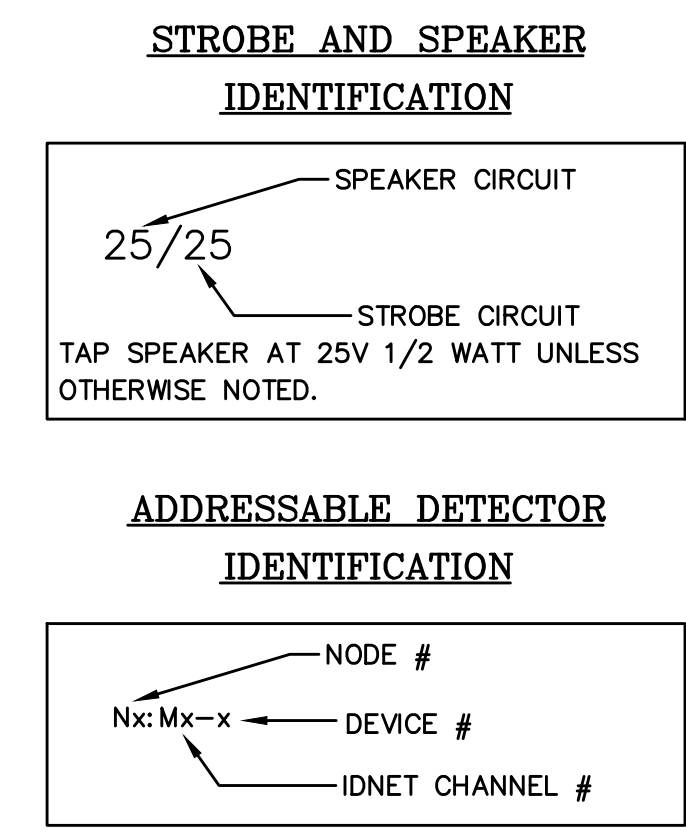 STROBE AND SPEAKER
IDENTIFICATION
SPEAKER CIRCUIT
25/25
STROBE CIRCUIT
TAP SPEAKER AT 25V 1/2 WATT UNLESS
OTHERWISE NOTED.
ADDRESSABLE DETECTOR
IDENTIFICATION
NODE #
Nx:Mx-x
DEVICE #
IDNET CHANNEL #